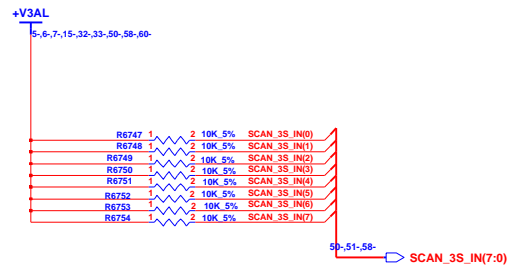 +V3AL
5-,6-,7-,15-,32-,33-,50-,58-,60-
R6747 1 2 10K_5% SCAN_3S_IN(0)
R6748 1 2 10K_5% SCAN_3S_IN(1)
R6749 1 2 10K_5% SCAN_3S_IN(2)
R6750 1 2 10K_5% SCAN_3S_IN(3)
R6751 1 2 10K_5% SCAN_3S_IN(4)
R6752 1 2 10K_5% SCAN_3S_IN(5)
R6753 1 2 10K_5% SCAN_3S_IN(6)
R6754 1 2 10K_5% SCAN_3S_IN(7)
50-,51-,58-
SCAN_3S_IN(7:0)